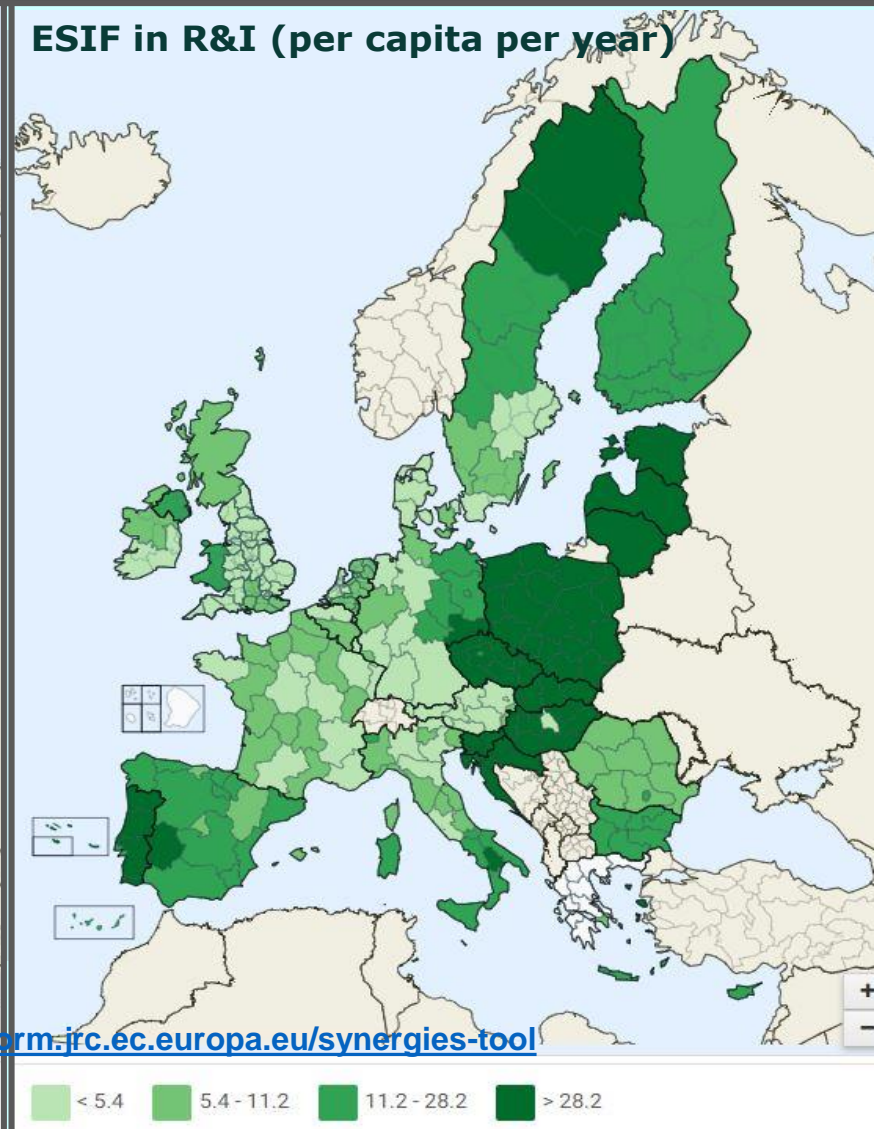 ESIF in R&I (per capita per year)
+
−
orm.jrc.ec.europa.eu/synergies-tool
< 5.4
5.4 - 11.2
11.2 - 28.2
> 28.2